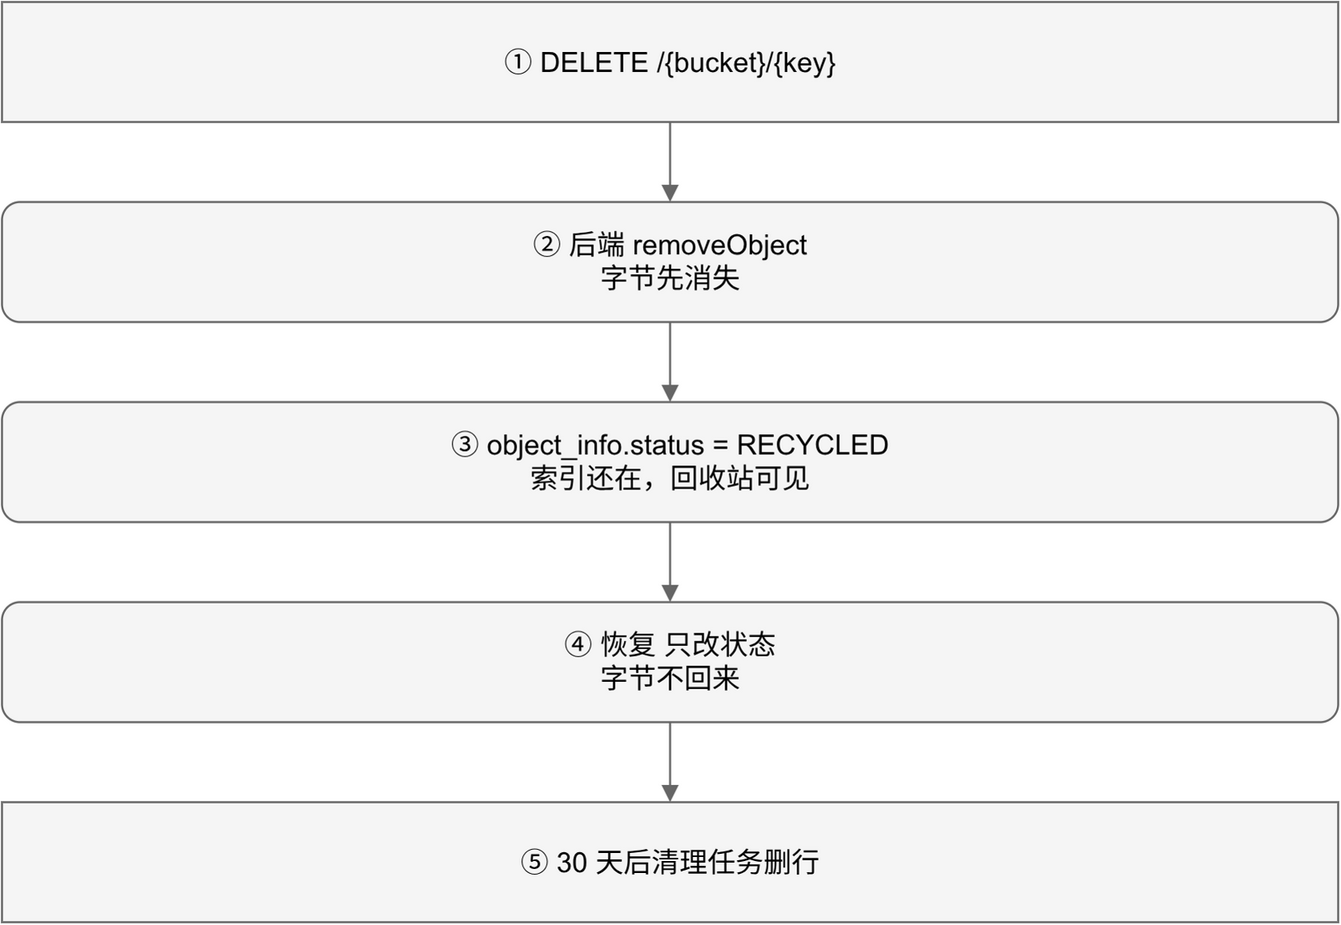 ① DELETE /{bucket}/{key}
② 后端 removeObject
字节先消失
③ object_info.status = RECYCLED
索引还在，回收站可见
④ 恢复 只改状态
字节不回来
⑤ 30 天后清理任务删行